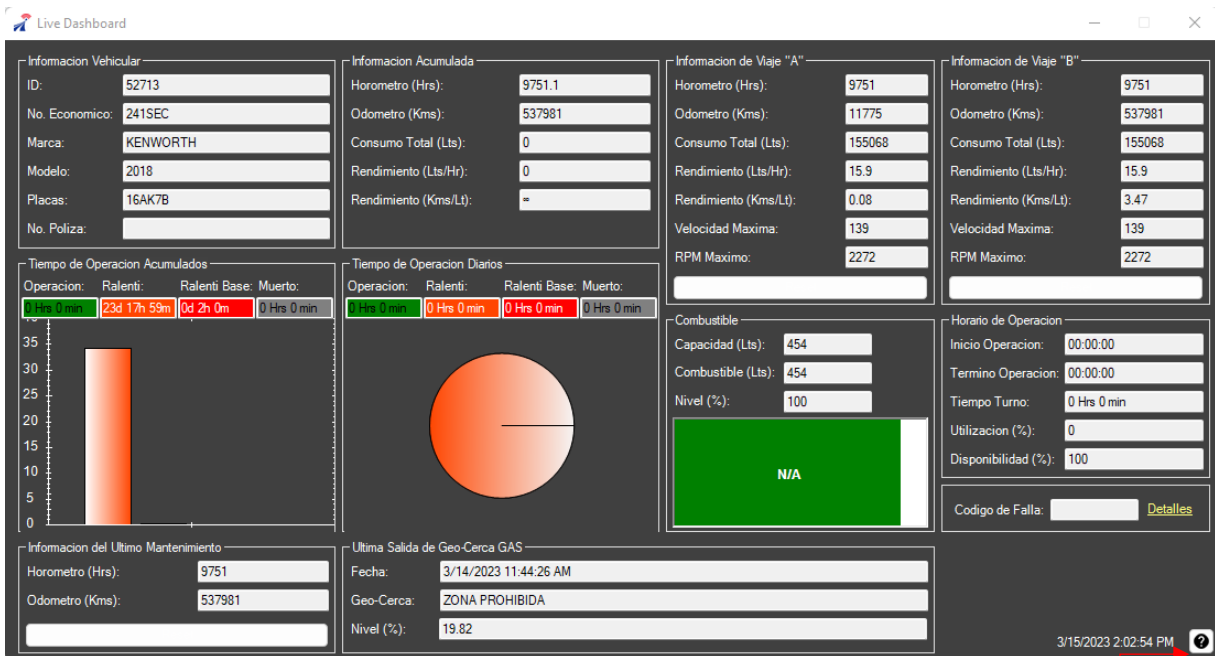 Live Dashboard
Informacion Vehicular
ID: 52713
No. Economico: 241SEC
Marca: KENWORTH
Modelo: 2018
Placas: 16AK7B
No. Poliza:
Informacion Acumulada
Horometro (Hrs): 9751.1
Odometro (Kms): 537981
Consumo Total (Lts): 0
Rendimiento (Lts/Hr): 0
Rendimiento (Kms/Lt): ∞
Informacion de Viaje "A"
Horometro (Hrs): 9751
Odometro (Kms): 11775
Consumo Total (Lts): 155068
Rendimiento (Lts/Hr): 15.9
Rendimiento (Kms/Lt): 0.08
Velocidad Maxima: 139
RPM Maximo: 2272
Informacion de Viaje "B"
Horometro (Hrs): 9751
Odometro (Kms): 537981
Consumo Total (Lts): 155068
Rendimiento (Lts/Hr): 15.9
Rendimiento (Kms/Lt): 3.47
Velocidad Maxima: 139
RPM Maximo: 2272
Tiempo de Operacion Acumulados
Operacion: Ralenti: Ralenti Base: Muerto:
0 Hrs 0 min 23d 17h 59m 0d 2h 0m 0 Hrs 0 min
35
30
25
20
15
10
5
0
Tiempo de Operacion Diarios
Operacion: Ralenti: Ralenti Base: Muerto:
0 Hrs 0 min 0 Hrs 0 min 0 Hrs 0 min 0 Hrs 0 min
Combustible
Capacidad (Lts): 454
Combustible (Lts): 454
Nivel (%): 100
N/A
Horario de Operacion
Inicio Operacion: 00:00:00
Termino Operacion: 00:00:00
Tiempo Turno: 0 Hrs 0 min
Utilizacion (%): 0
Disponibilidad (%): 100
Codigo de Falla: Detalles
Informacion del Ultimo Mantenimiento
Horometro (Hrs): 9751
Odometro (Kms): 537981
Ultima Salida de Geo-Cerca GAS
Fecha: 3/14/2023 11:44:26 AM
Geo-Cerca: ZONA PROHIBIDA
Nivel (%): 19.82
3/15/2023 2:02:54 PM ?